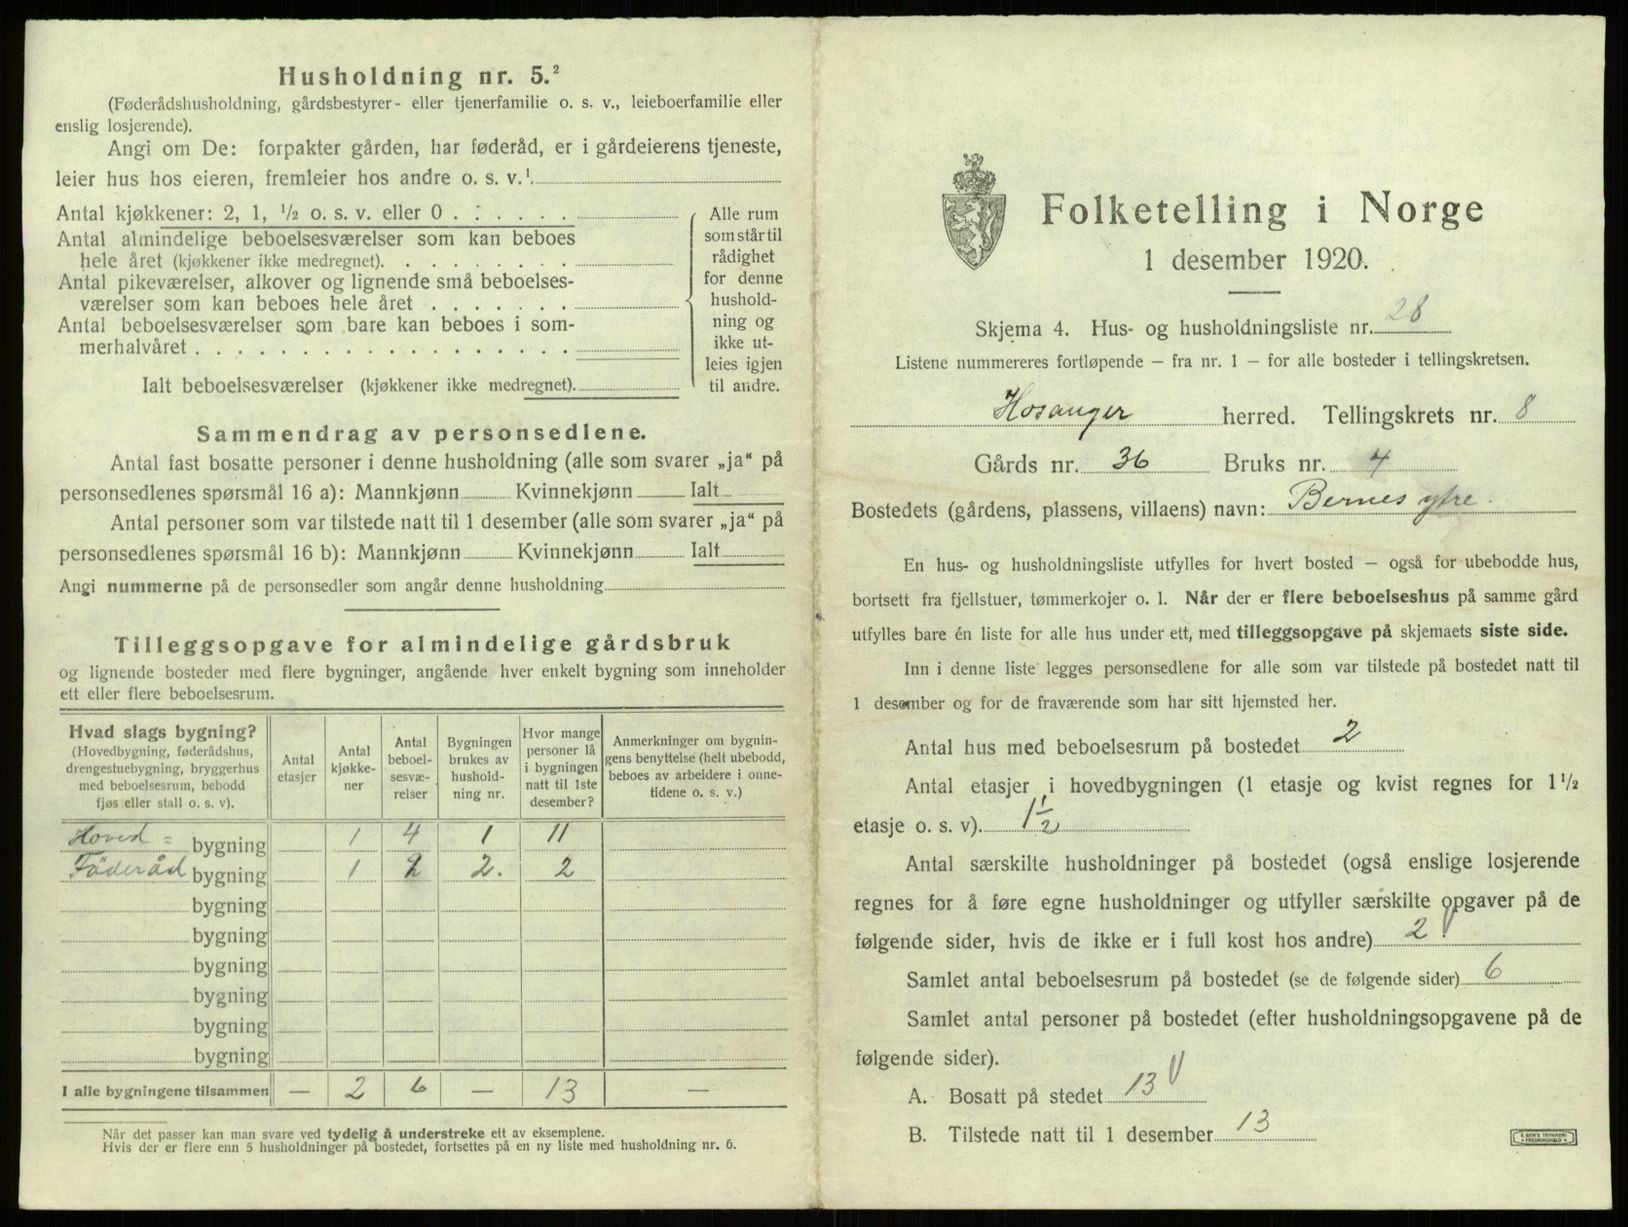 Husholdning nr. 5.²
(Føderådshusholdning, gårdsbestyrer- eller tjenerfamilie o. s. v., leieboerfamilie eller
enslig losjerende).
Angi om De: forpakter gården, har føderåd, er i gårdeierens tjeneste,
leier hus hos eieren, fremleier hos andre o. s. v.¹.
Antal kjøkkener: 2, 1, ½ o. s. v. eller 0 . . . . . .
Antal almindelige beboelsesværelser som kan beboes
hele året (kjøkkener ikke medregnet). . . . . . . . .
Antal pikeværelser, alkover og lignende små beboelses-
værelser som kan beboes hele året . . . . . . .
Antal beboelsesværelser som bare kan beboes i som-
merhalvåret . . . . . . . . . . . . . . . . . .
Ialt beboelsesværelser (kjøkkener ikke medregnet).
Alle rum
som står til
rådighet
for denne
hushold-
ning og
ikke ut-
leies igjen
til andre.
Sammendrag av personsedlene.
Antal fast bosatte personer i denne husholdning (alle som svarer „ja“ på
personsedlenes spørsmål 16 a): Mannkjønn Kvinnekjønn Ialt
Antal personer som var tilstede natt til 1 desember (alle som svarer „ja“ på
personsedlenes spørsmål 16 b): Mannkjønn Kvinnekjønn Ialt
Angi nummerne på de personsedler som angår denne husholdning
Tilleggsopgave for almindelige gårdsbruk
og lignende bosteder med flere bygninger, angående hver enkelt bygning som inneholder
ett eller flere beboelsesrum.
Hvad slags bygning?
(Hovedbygning, føderådshus,
drengestuebygning, bryggerhus
med beboelsesrum, bebodd
fjøs eller stall o. s. v).
Antal
etasjer
Antal
kjøkke-
ner
Antal
beboel-
sesvæ-
relser
Bygningen
brukes av
hushold-
ning nr.
Hvor mange
personer lå
i bygningen
natt til 1ste
desember?
Anmerkninger om bygnin-
gens benyttelse (helt ubebodd,
beboes av arbeidere i onne-
tidene o. s. v.)
Hoved = bygning 1 4 1 11
Föderåd bygning 1 2 2. 2
bygning
bygning
bygning
bygning
bygning
bygning
I alle bygningene tilsammen — 2 6 — 13 —
Når det passer kan man svare ved tydelig å understreke ett av eksemplene.
Hvis der er flere enn 5 husholdninger på bostedet, fortsettes på en ny liste med husholdning nr. 6.
Folketelling i Norge
1 desember 1920.
Skjema 4. Hus- og husholdningsliste nr. 28
Listene nummereres fortløpende – fra nr. 1 – for alle bosteder i tellingskretsen.
Hosanger herred. Tellingskrets nr. 8
Gårds nr. 36 Bruks nr. 4
Bostedets (gårdens, plassens, villaens) navn: Bernes ytre.
En hus- og husholdningsliste utfylles for hvert bosted – også for ubebodde hus,
bortsett fra fjellstuer, tømmerkojer o. l. Når der er flere beboelseshus på samme gård
utfylles bare én liste for alle hus under ett, med tilleggsopgave på skjemaets siste side.
Inn i denne liste legges personsedlene for alle som var tilstede på bostedet natt til
1 desember og for de fraværende som har sitt hjemsted her.
Antal hus med beboelsesrum på bostedet 2
Antal etasjer i hovedbygningen (1 etasje og kvist regnes for 1½
etasje o. s. v). 1½
Antal særskilte husholdninger på bostedet (også enslige losjerende
regnes for å føre egne husholdninger og utfyller særskilte opgaver på de
følgende sider, hvis de ikke er i full kost hos andre) 2
Samlet antal beboelsesrum på bostedet (se de følgende sider) 6
Samlet antal personer på bostedet (efter husholdningsopgavene på de
følgende sider).
A. Bosatt på stedet 13
B. Tilstede natt til 1 desember 13